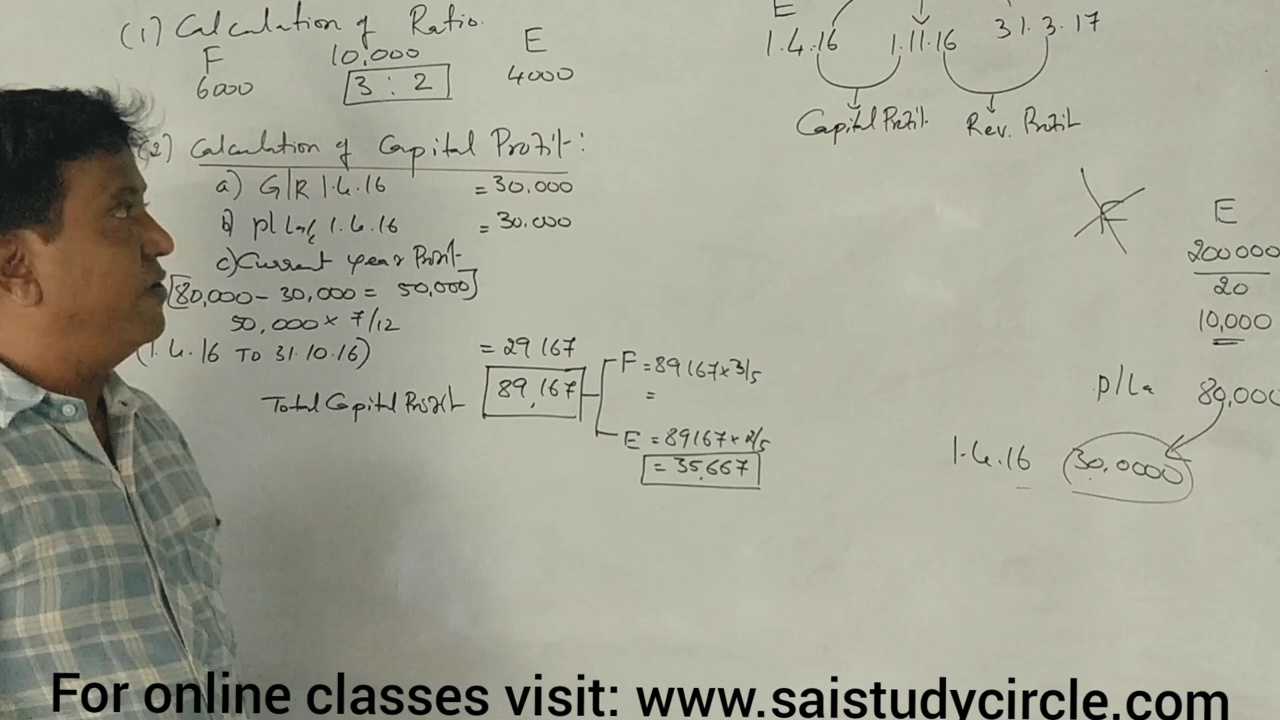 (1) Calculation of Ratio.
F 10,000 E
6000 3 : 2 4000
(2) Calculation of Capital Profit:
a) G/R 1.4.16 = 30,000
b) p/L a/c 1.4.16 = 30,000
c) Current year Profit
[80,000 - 30,000 = 50,000]
50,000 x 7/12
(1.4.16 TO 31.10.16) = 29167
Total Capital Profit 89,167
F = 89167 x 3/5
=
E = 89167 x 2/5
= 35,667
E
1.4.16 1.11.16 31.3.17
Capital Profit Rev. Profit
F
E
200000
20
10,000
P/L a 80,000
1.4.16 30,0000
For online classes visit: www.saistudycircle.com